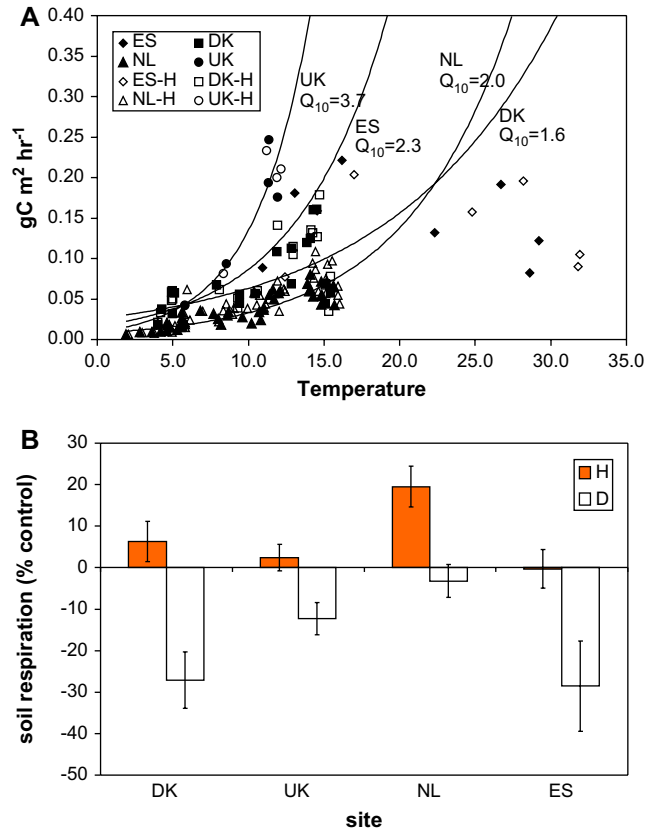 A
0.40
0.35
0.30
0.25
0.20
0.15
0.10
0.05
0.00
gC m² hr⁻¹
ES DK
NL UK
ES-H DK-H
NL-H UK-H
UK
Q₁₀=3.7
ES
Q₁₀=2.3
NL
Q₁₀=2.0
DK
Q₁₀=1.6
2.0 5.0 10.0 15.0 20.0 25.0 30.0 35.0
Temperature
B
30
20
10
0
-10
-20
-30
-40
-50
soil respiration (% control)
H
D
DK UK NL ES
site